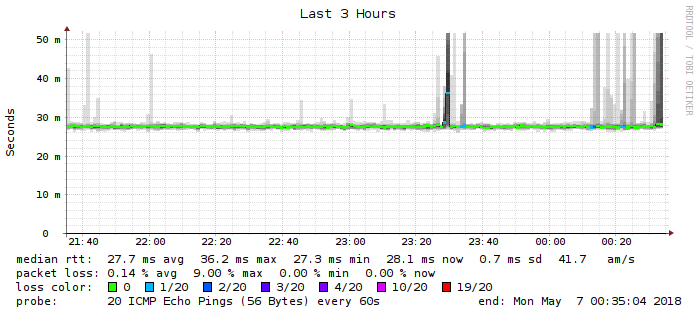 Last 3 Hours
RRDTOOL / TOBI OETIKER
Seconds
50 m
40 m
30 m
20 m
10 m
0
21:40 22:00 22:20 22:40 23:00 23:20 23:40 00:00 00:20
median rtt: 27.7 ms avg 36.2 ms max 27.3 ms min 28.1 ms now 0.7 ms sd 41.7 am/s
packet loss: 0.14 % avg 9.00 % max 0.00 % min 0.00 % now
loss color: 0 1/20 2/20 3/20 4/20 10/20 19/20
probe: 20 ICMP Echo Pings (56 Bytes) every 60s end: Mon May 7 00:35:04 2018